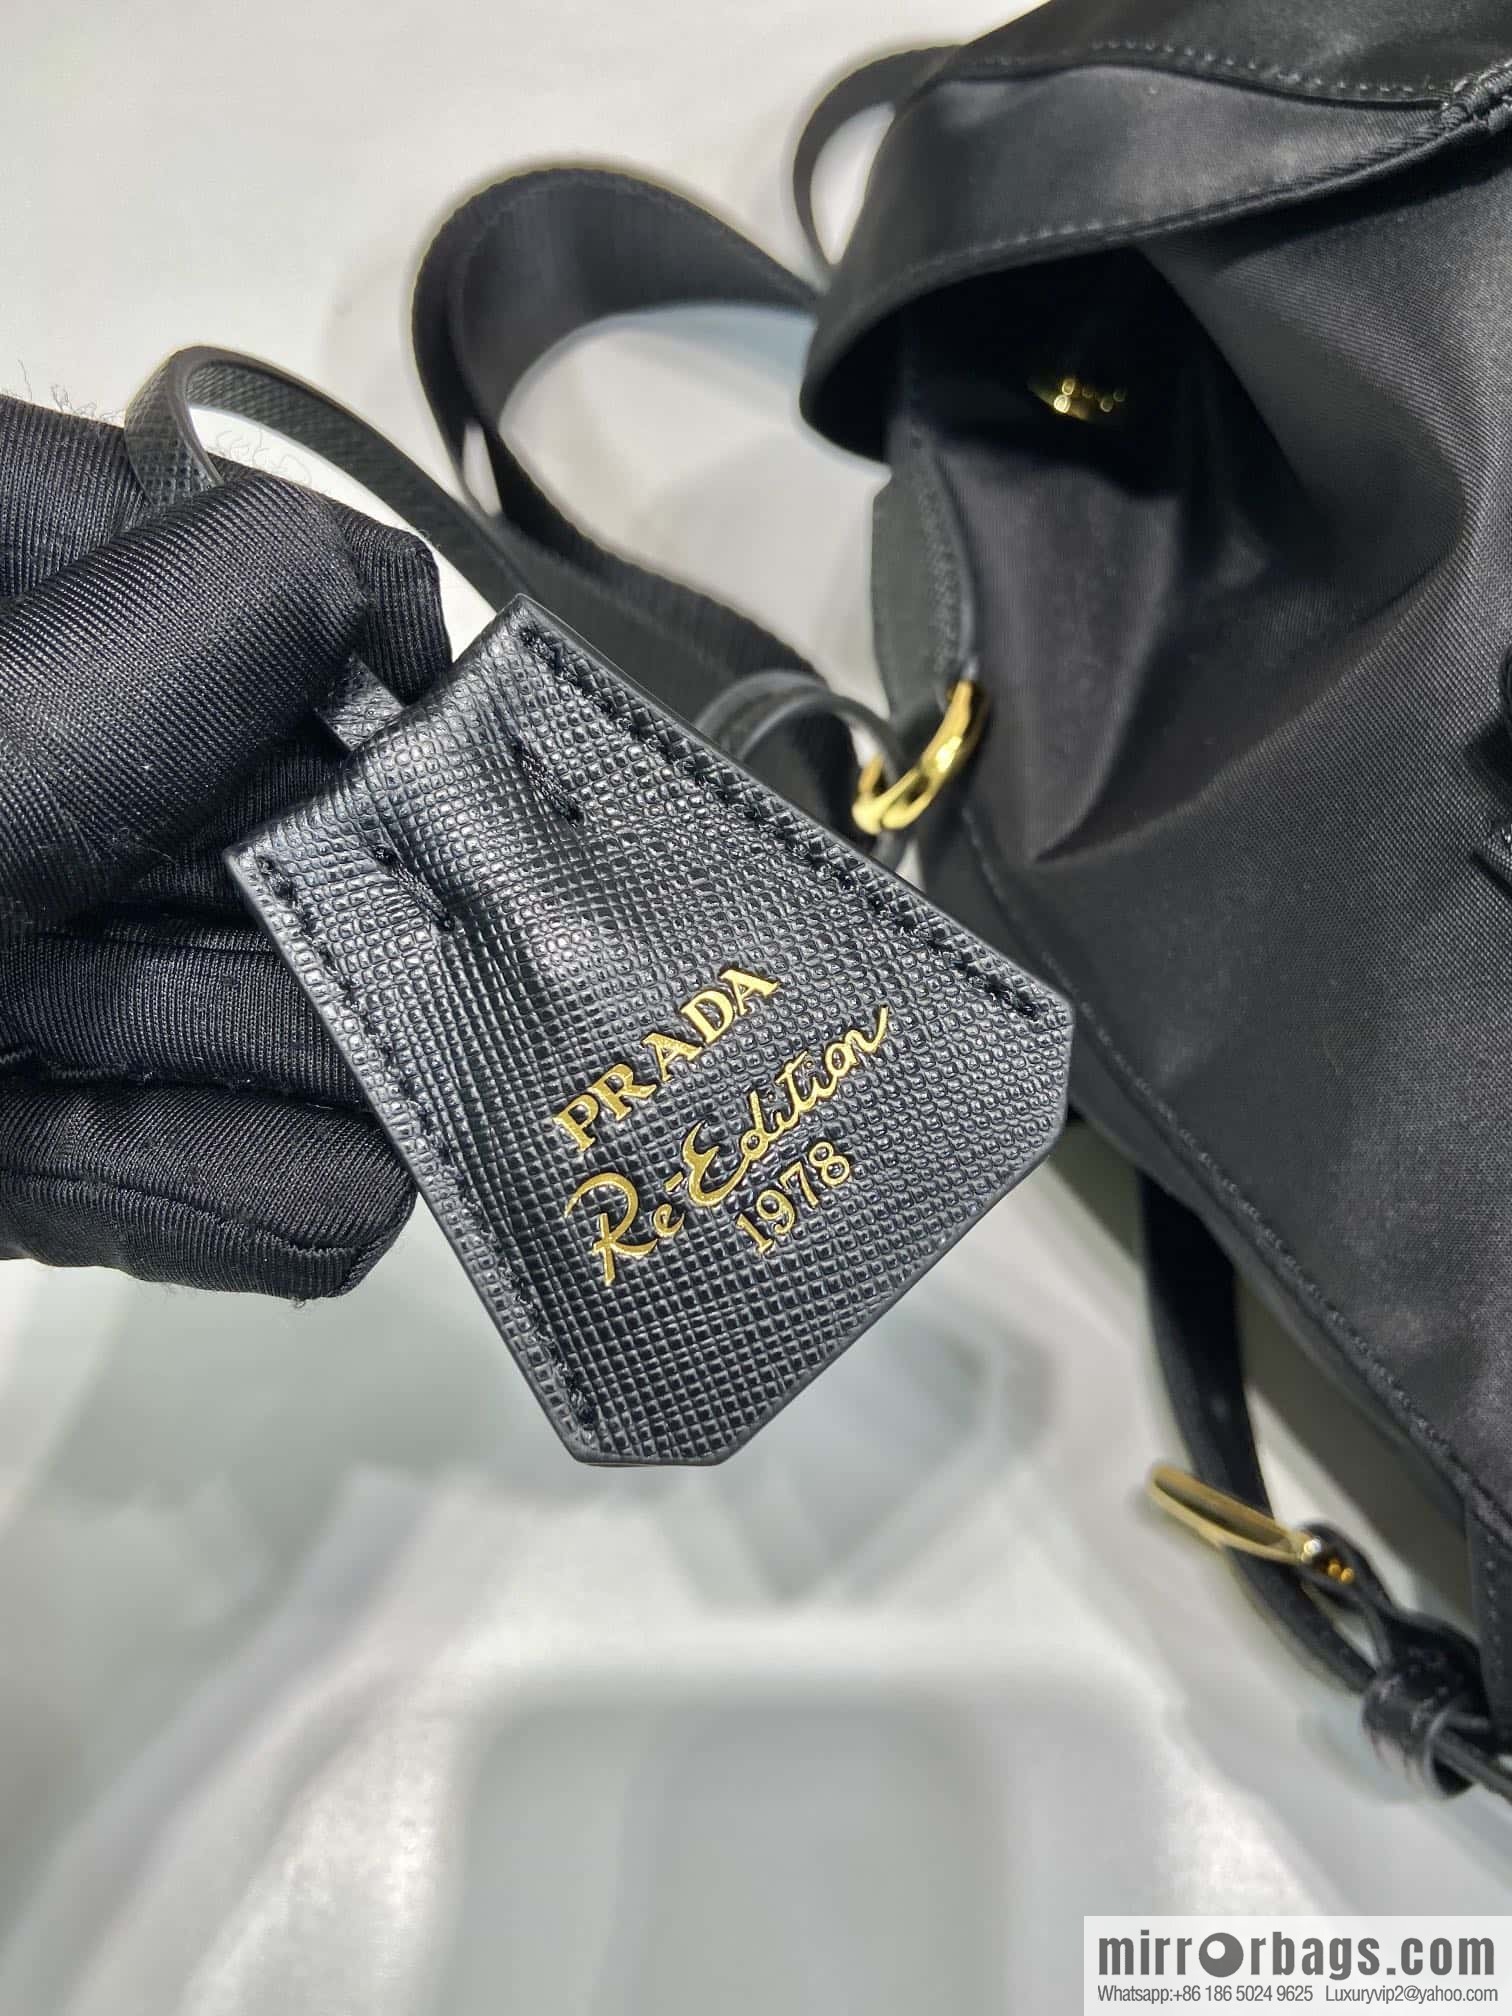 PRADA
Re-Edition
1978
mirrorbags.com
Whatsapp:+86 186 5024 9625 Luxuryvip2@yahoo.com